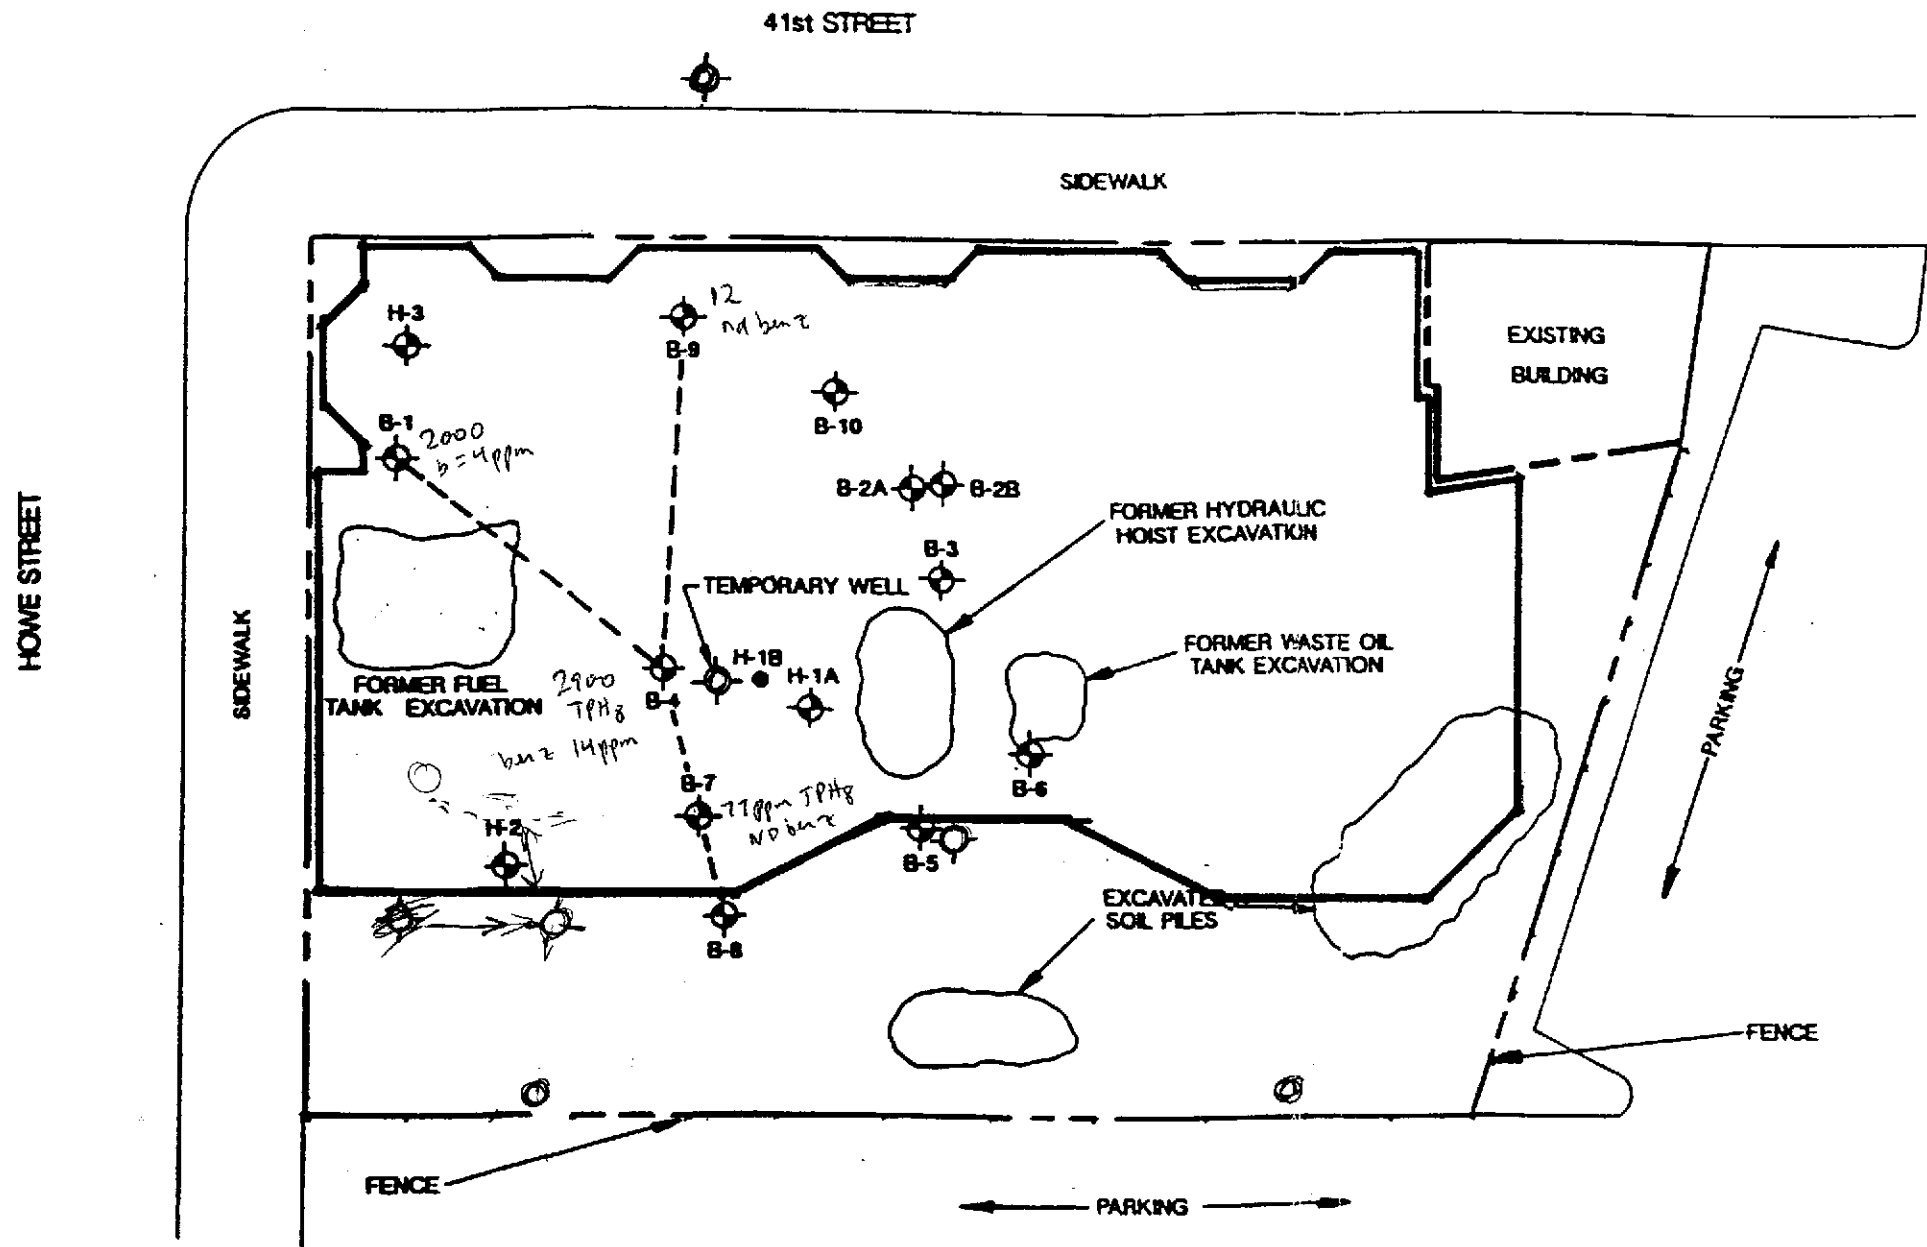 41st STREET
SIDEWALK
HOWE STREET
SIDEWALK
H-3
12
nd benz
B-9
EXISTING
BUILDING
B-1
2000
b=4ppm
B-10
B-2A
B-2B
FORMER HYDRAULIC
HOIST EXCAVATION
B-3
TEMPORARY WELL
FORMER WASTE OIL
TANK EXCAVATION
H-1B
H-1A
FORMER FUEL
TANK EXCAVATION
B-4
2900
TPHg
benz 14ppm
PARKING
B-7
77ppm TPHg
ND benz
B-6
H-2
B-5
EXCAVATE
SOIL PILES
B-8
FENCE
FENCE
PARKING